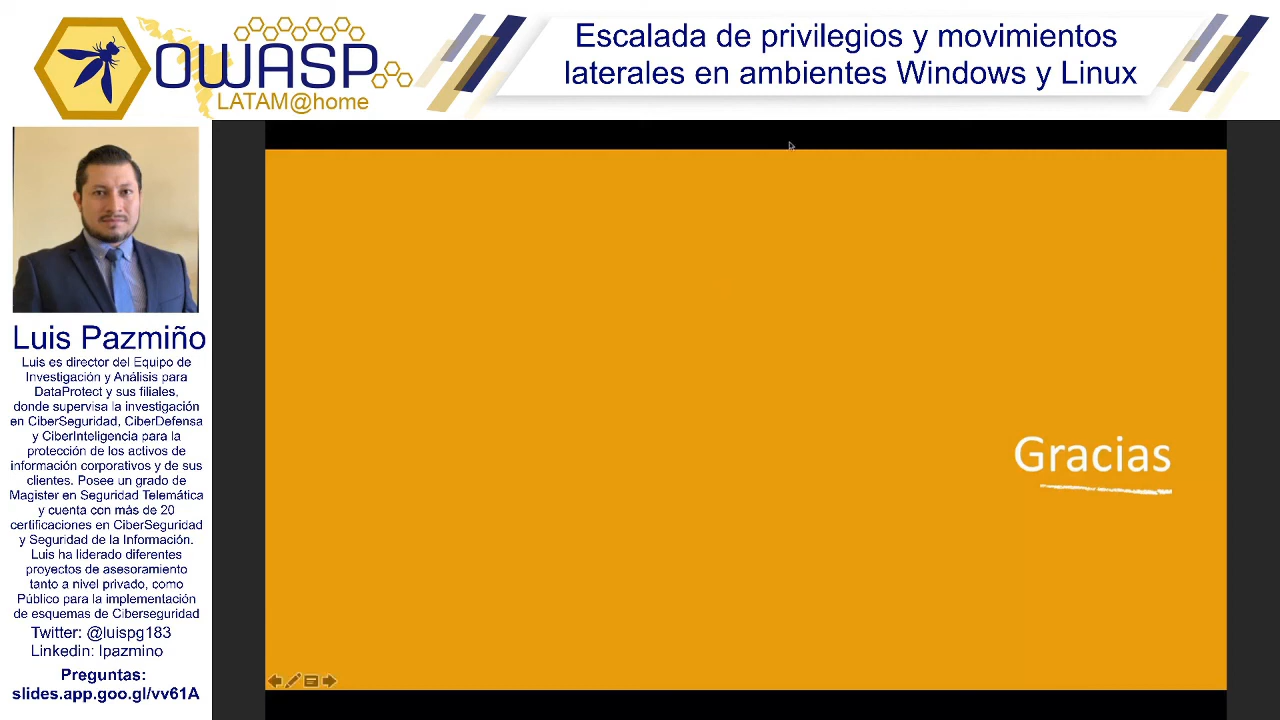 OWASP
LATAM@home
Escalada de privilegios y movimientos
laterales en ambientes Windows y Linux
Luis Pazmiño
Luis es director del Equipo de
Investigación y Análisis para
DataProtect y sus filiales,
donde supervisa la investigación
en CiberSeguridad, CiberDefensa
y CiberInteligencia para la
protección de los activos de
información corporativos y de sus
clientes. Posee un grado de
Magister en Seguridad Telemática
y cuenta con más de 20
certificaciones en CiberSeguridad
y Seguridad de la Información.
Luis ha liderado diferentes
proyectos de asesoramiento
tanto a nivel privado, como
Público para la implementación
de esquemas de Ciberseguridad
Twitter: @luispg183
Linkedin: lpazmino
Preguntas:
slides.app.goo.gl/vv61A
Gracias